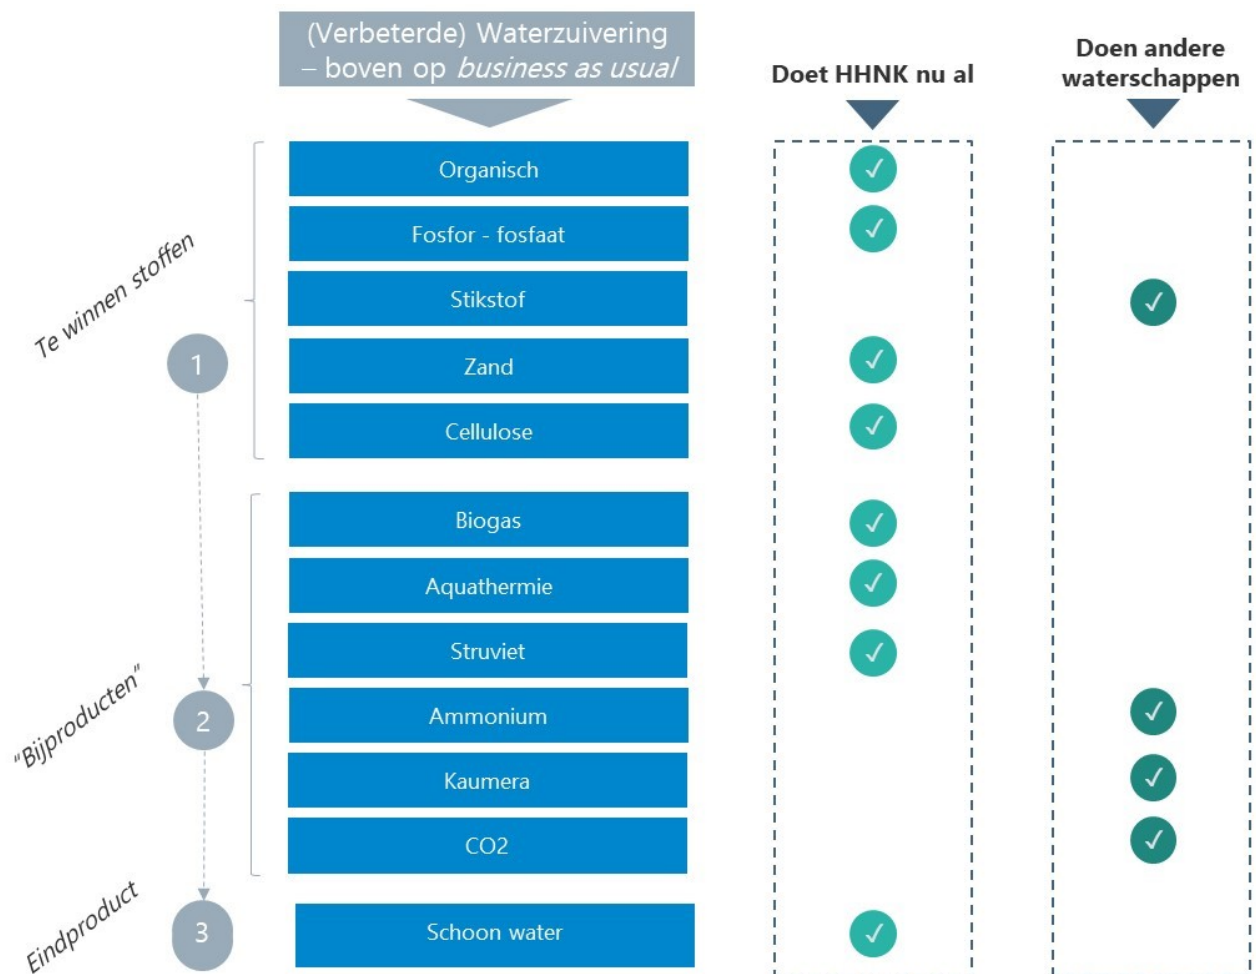 (Verbeterde) Waterzuivering
– boven op business as usual
Doet HHNK nu al
Doen andere
waterschappen
Te winnen stoffen
1
Organisch
Fosfor - fosfaat
Stikstof
Zand
Cellulose
"Bijproducten"
2
Biogas
Aquathermie
Struviet
Ammonium
Kaumera
CO2
Eindproduct
3
Schoon water